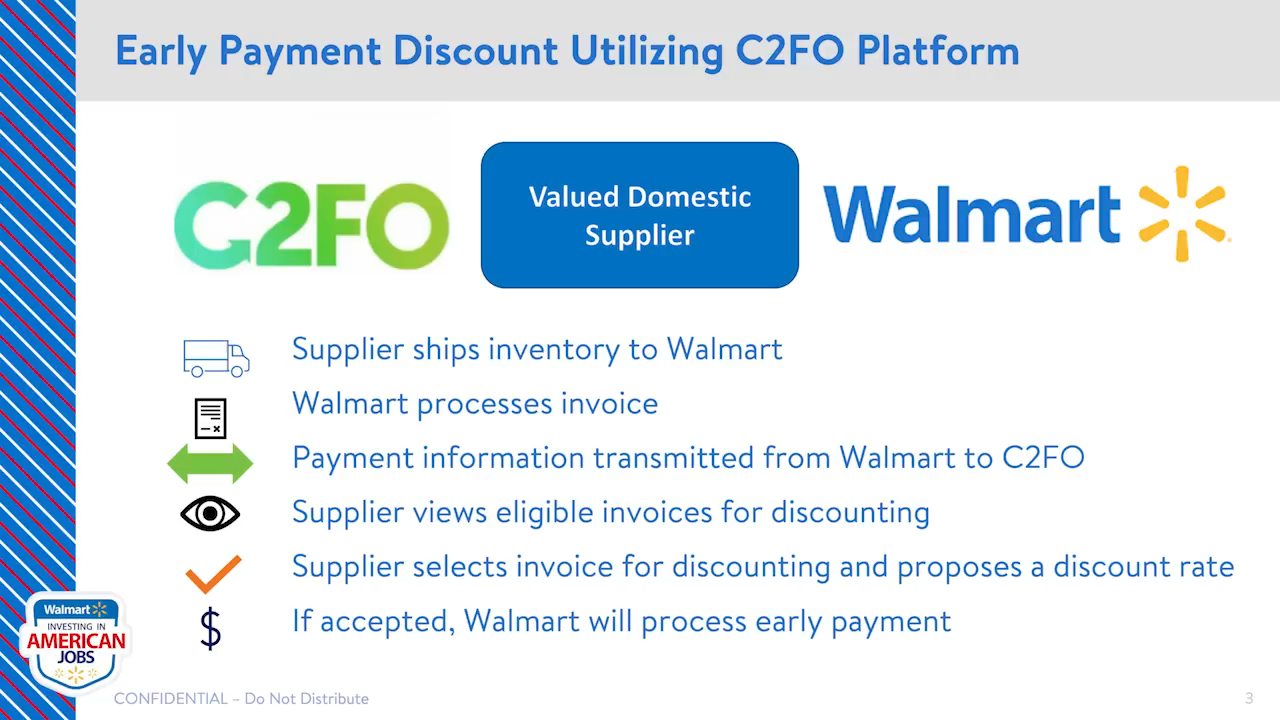 Early Payment Discount Utilizing C2FO Platform
C2FO
Valued Domestic
Supplier
Walmart
Supplier ships inventory to Walmart
Walmart processes invoice
Payment information transmitted from Walmart to C2FO
Supplier views eligible invoices for discounting
Supplier selects invoice for discounting and proposes a discount rate
If accepted, Walmart will process early payment
Walmart
INVESTING IN
AMERICAN
JOBS
CONFIDENTIAL – Do Not Distribute
3